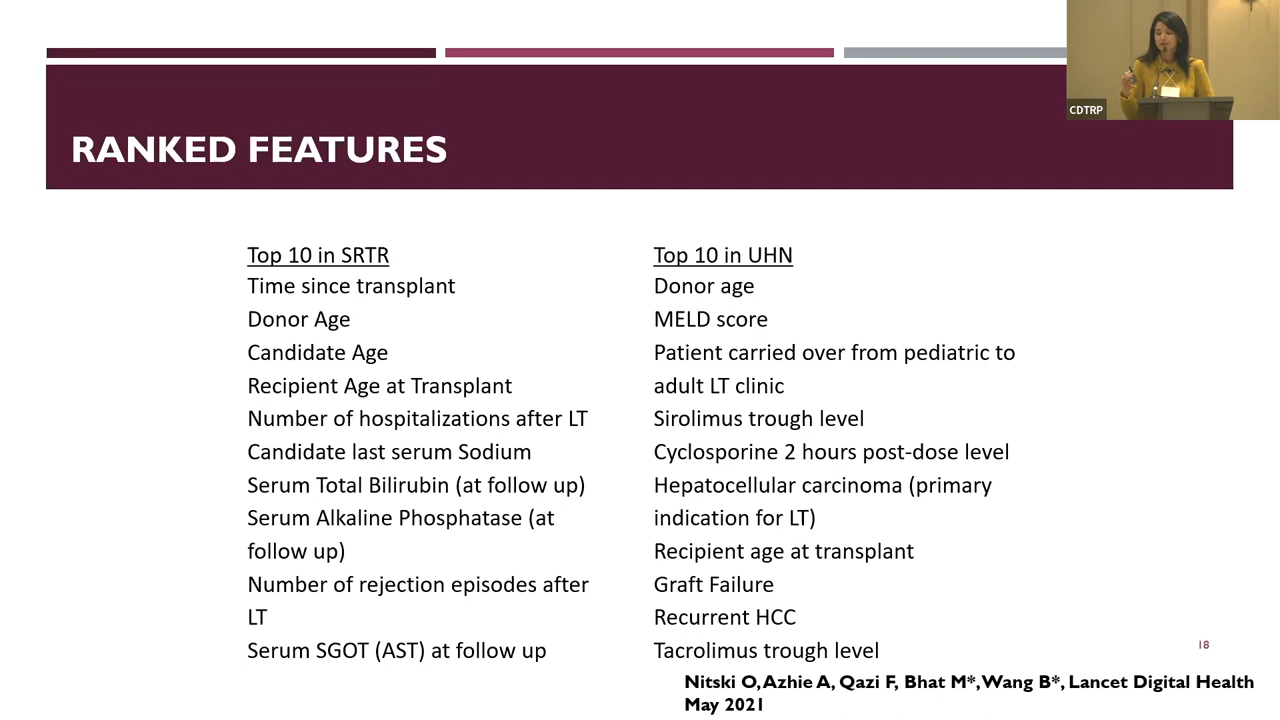 CDTRP
RANKED FEATURES
Top 10 in SRTR
Time since transplant
Donor Age
Candidate Age
Recipient Age at Transplant
Number of hospitalizations after LT
Candidate last serum Sodium
Serum Total Bilirubin (at follow up)
Serum Alkaline Phosphatase (at
follow up)
Number of rejection episodes after
LT
Serum SGOT (AST) at follow up
Top 10 in UHN
Donor age
MELD score
Patient carried over from pediatric to
adult LT clinic
Sirolimus trough level
Cyclosporine 2 hours post-dose level
Hepatocellular carcinoma (primary
indication for LT)
Recipient age at transplant
Graft Failure
Recurrent HCC
Tacrolimus trough level
18
Nitski O, Azhie A, Qazi F, Bhat M*, Wang B*, Lancet Digital Health
May 2021